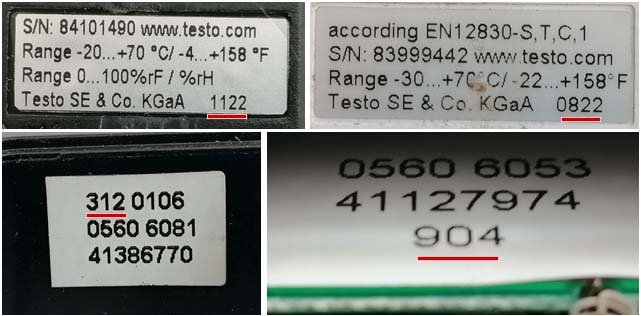 S/N: 84101490 www.testo.com
Range -20...+70 °C/ -4...+158 °F
Range 0...100%rF / %rH
Testo SE & Co. KGaA 1122
according EN12830-S,T,C,1
S/N: 83999442 www.testo.com
Range -30...+70°C/ -22...+158°F
Testo SE & Co. KGaA 0822
312 0106
0560 6081
41386770
0560 6053
41127974
904